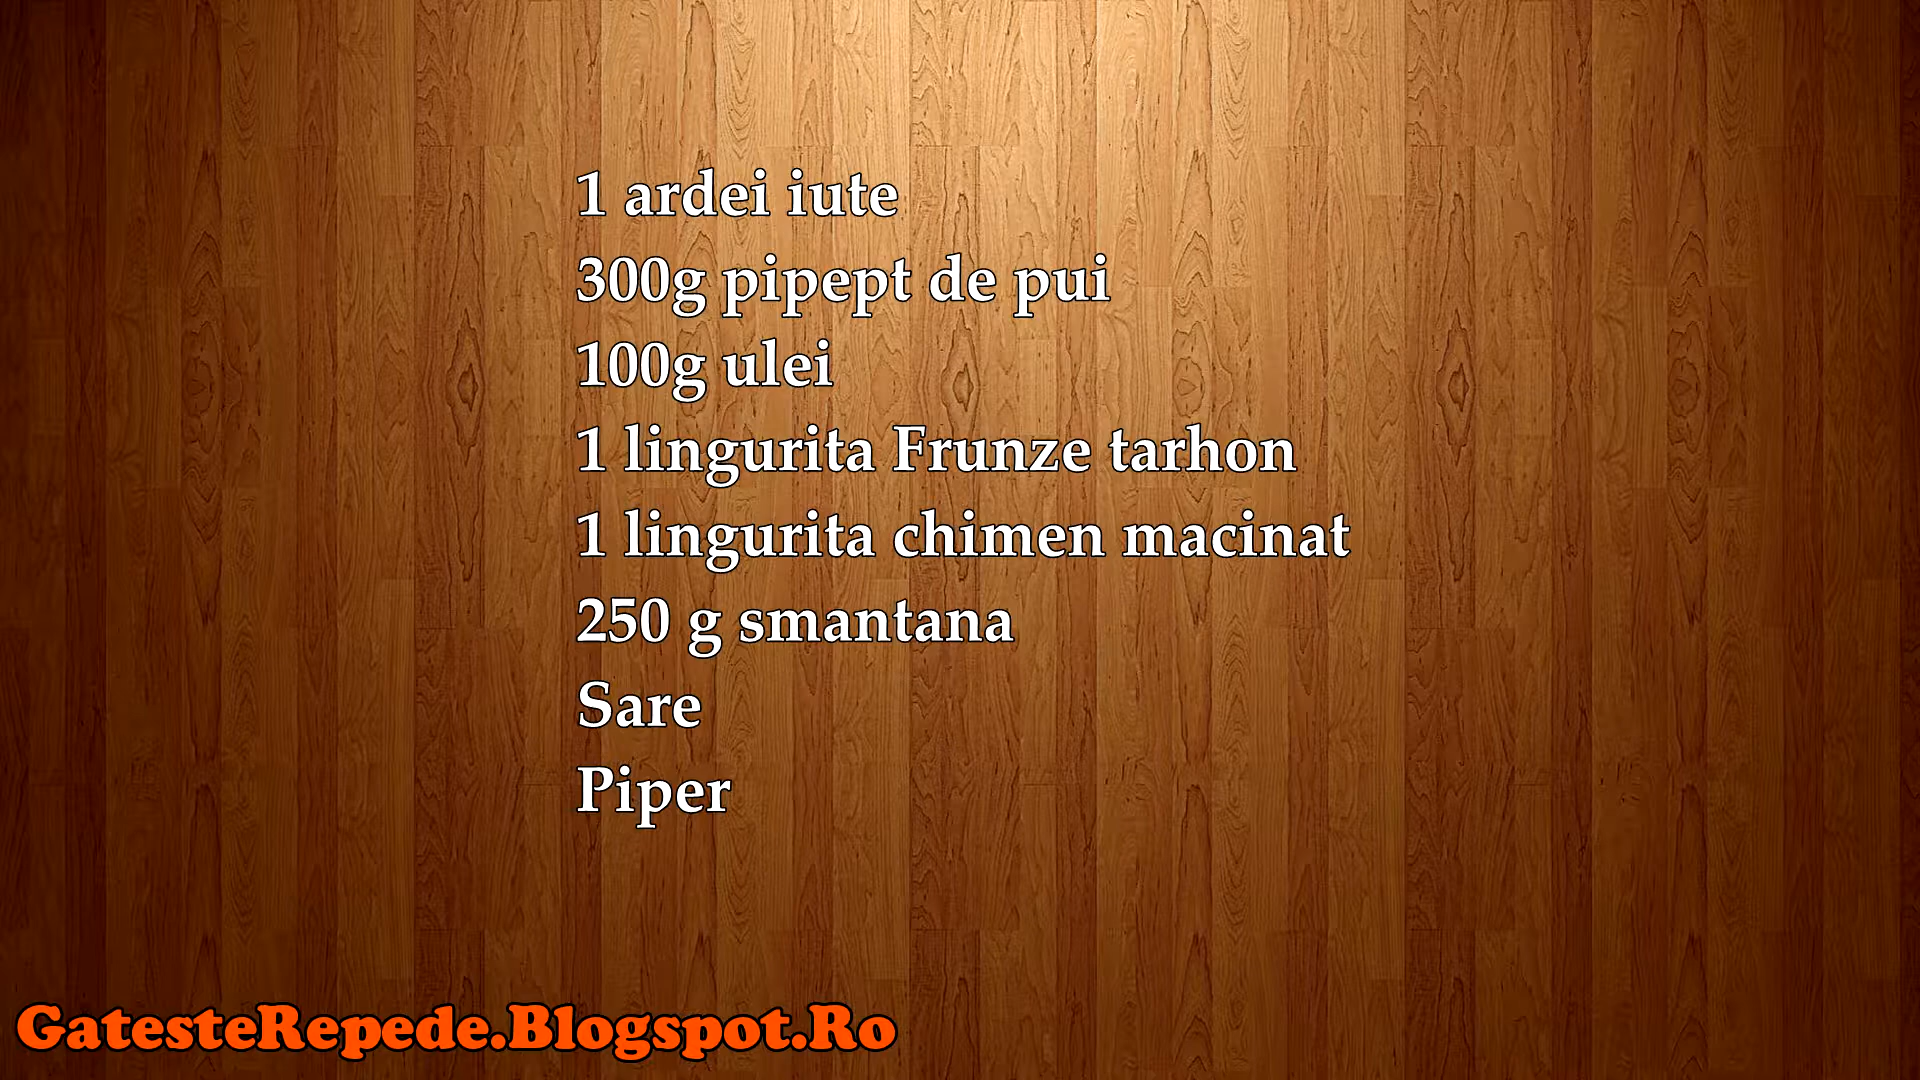 1 ardei iute
300g pipept de pui
100g ulei
1 lingurita Frunze tarhon
1 lingurita chimen macinat
250 g smantana
Sare
Piper
GatesteRepede.Blogspot.Ro